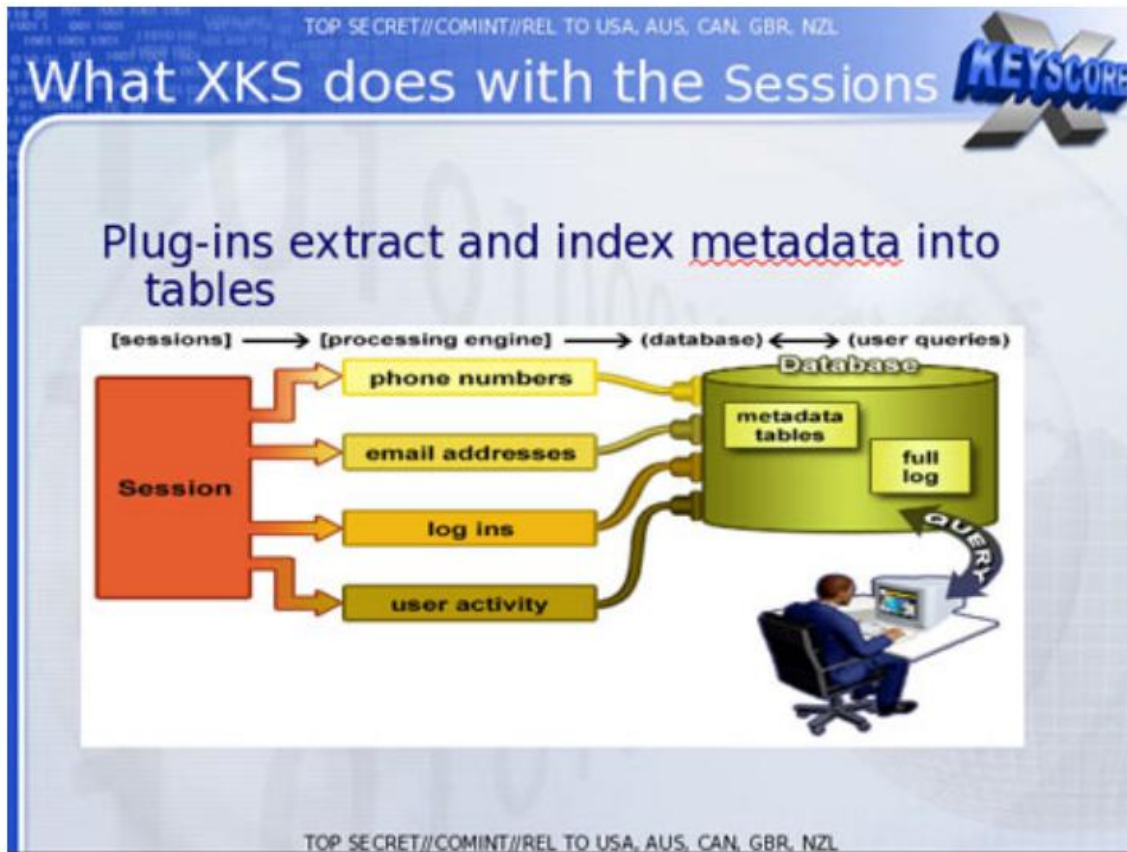 TOP SECRET//COMINT//REL TO USA, AUS, CAN, GBR, NZL
What XKS does with the Sessions
X KEYSCORE
Plug-ins extract and index metadata into
tables
[sessions] → [processing engine] → (database) ↔ (user queries)
Database
phone numbers
metadata
tables
email addresses
full
log
Session
log ins
QUERY
user activity
TOP SECRET//COMINT//REL TO USA, AUS, CAN, GBR, NZL